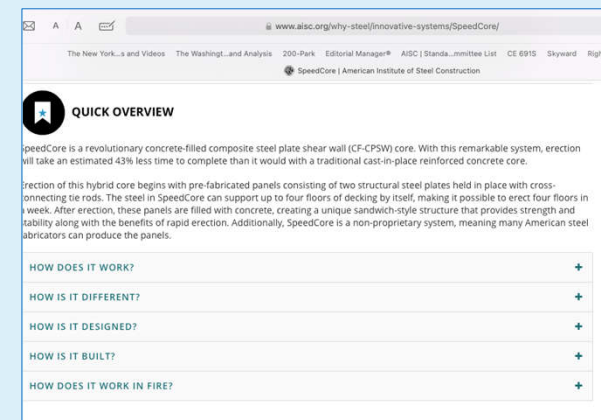 A A
www.aisc.org/why-steel/innovative-systems/SpeedCore/
The New York...s and Videos The Washingt...and Analysis 200-Park Editorial Manager® AISC | Standa...mmittee List CE 691S Skyward Righ
SpeedCore | American Institute of Steel Construction
QUICK OVERVIEW
SpeedCore is a revolutionary concrete-filled composite steel plate shear wall (CF-CPSW) core. With this remarkable system, erection
will take an estimated 43% less time to complete than it would with a traditional cast-in-place reinforced concrete core.
Erection of this hybrid core begins with pre-fabricated panels consisting of two structural steel plates held in place with cross-
connecting tie rods. The steel in SpeedCore can support up to four floors of decking by itself, making it possible to erect four floors in
a week. After erection, these panels are filled with concrete, creating a unique sandwich-style structure that provides strength and
stability along with the benefits of rapid erection. Additionally, SpeedCore is a non-proprietary system, meaning many American steel
fabricators can produce the panels.
HOW DOES IT WORK? +
HOW IS IT DIFFERENT? +
HOW IS IT DESIGNED? +
HOW IS IT BUILT? +
HOW DOES IT WORK IN FIRE? +